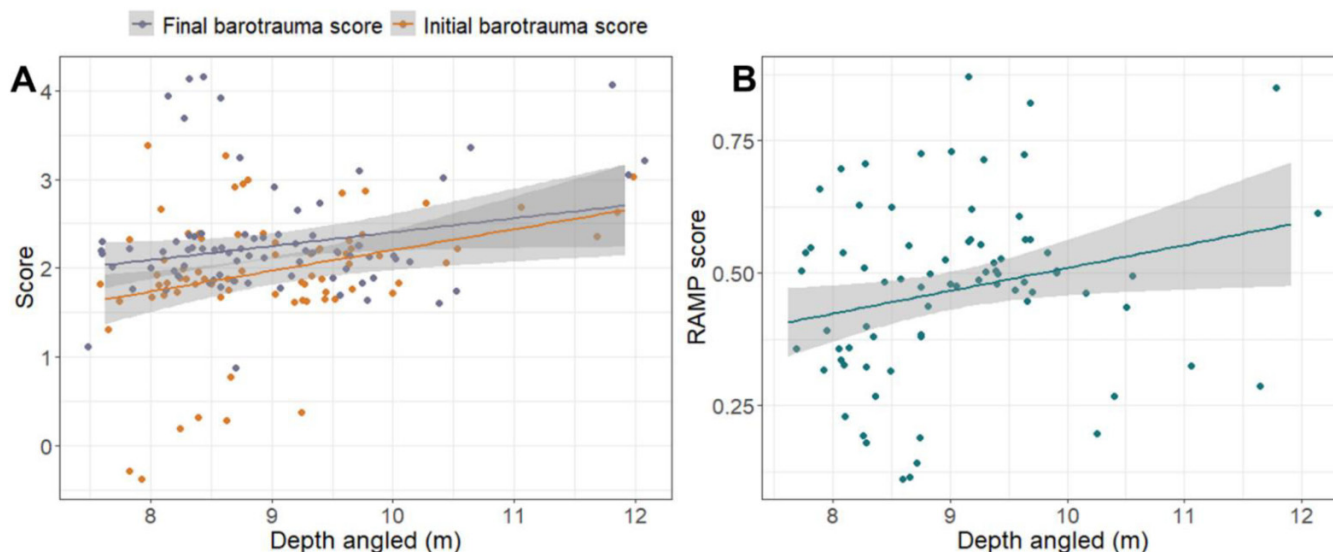 Final barotrauma score Initial barotrauma score
A
B
Score
4
3
2
1
0
8 9 10 11 12
Depth angled (m)
RAMP score
0.75
0.50
0.25
8 9 10 11 12
Depth angled (m)